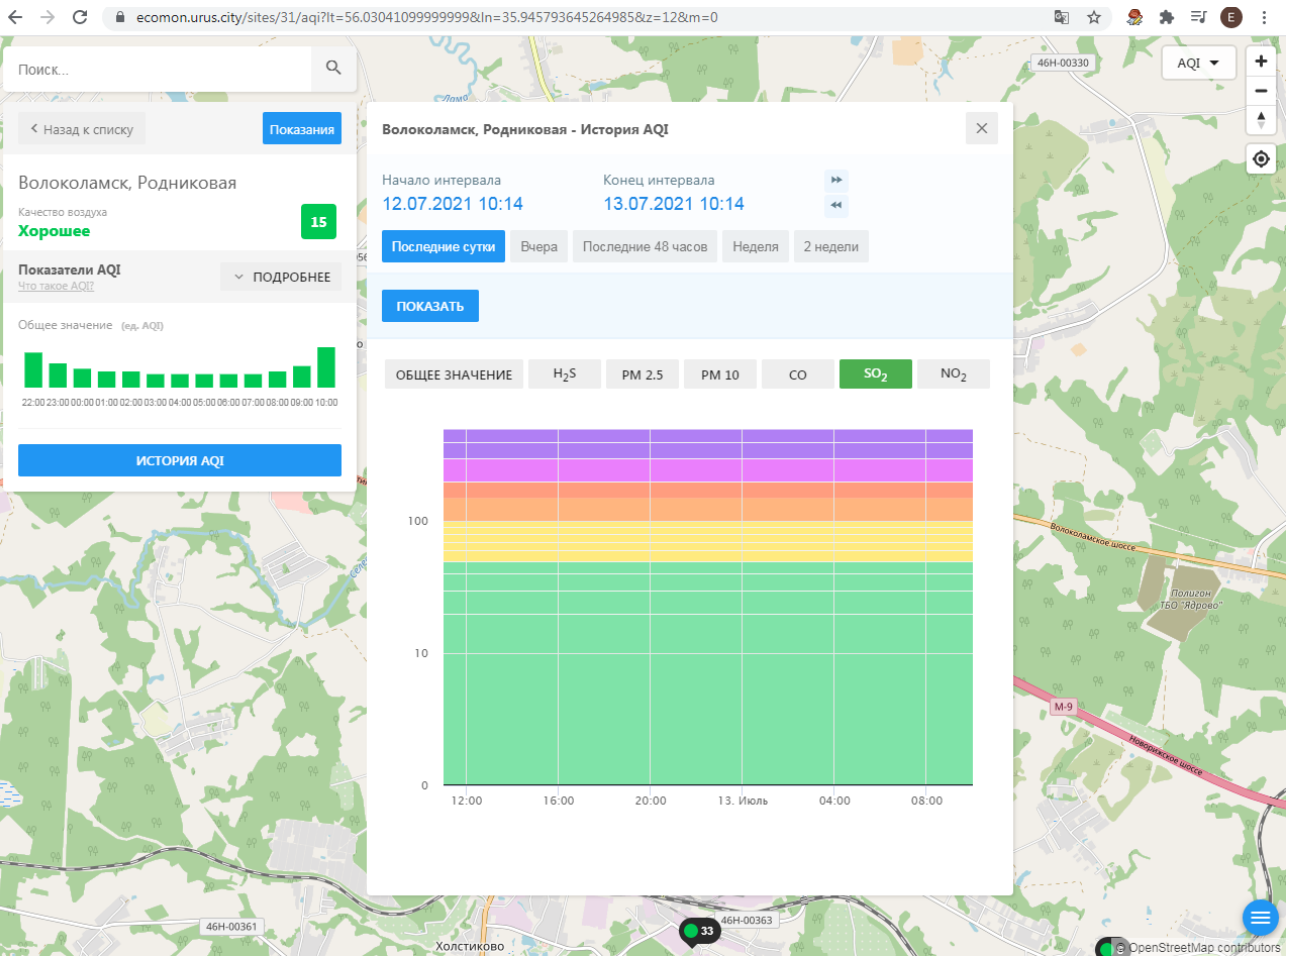 ecomon.urus.city/sites/31/aqi?lt=56.03041099999999&ln=35.945793645264985&z=12&m=0
E
Поиск...
46Н-00330
AQI
Лама
Назад к списку
Показания
Волоколамск, Родниковая - История AQI
Волоколамск, Родниковая
Качество воздуха
Хорошее
15
Начало интервала
Конец интервала
12.07.2021 10:14
13.07.2021 10:14
Последние сутки
Вчера
Последние 48 часов
Неделя
2 недели
Показатели AQI
Что такое AQI?
ПОДРОБНЕЕ
ПОКАЗАТЬ
Общее значение (ед. AQI)
22:00 23:00 00:00 01:00 02:00 03:00 04:00 05:00 06:00 07:00 08:00 09:00 10:00
ИСТОРИЯ AQI
ОБЩЕЕ ЗНАЧЕНИЕ
H2S
PM 2.5
PM 10
CO
SO2
NO2
100
10
0
12:00
16:00
20:00
13. Июль
04:00
08:00
Волоколамское шоссе
Полигон
ТБО "Ядрово"
М-9
Новорижское шоссе
46Н-00361
46Н-00363
33
Холстиково
© OpenStreetMap contributors